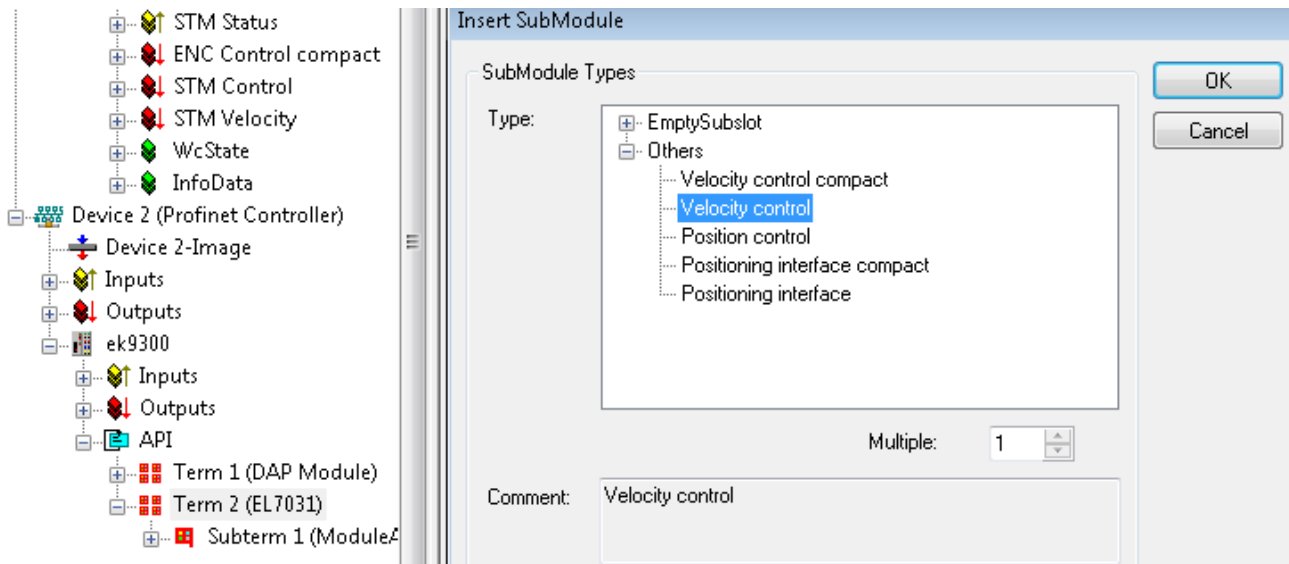 STM Status
ENC Control compact
STM Control
STM Velocity
WcState
InfoData
Device 2 (Profinet Controller)
Device 2-Image
Inputs
Outputs
ek9300
Inputs
Outputs
API
Term 1 (DAP Module)
Term 2 (EL7031)
Subterm 1 (ModuleA
Insert SubModule
SubModule Types
Type:
EmptySubslot
Others
Velocity control compact
Velocity control
Position control
Positioning interface compact
Positioning interface
Multiple:
1
Comment:
Velocity control
OK
Cancel